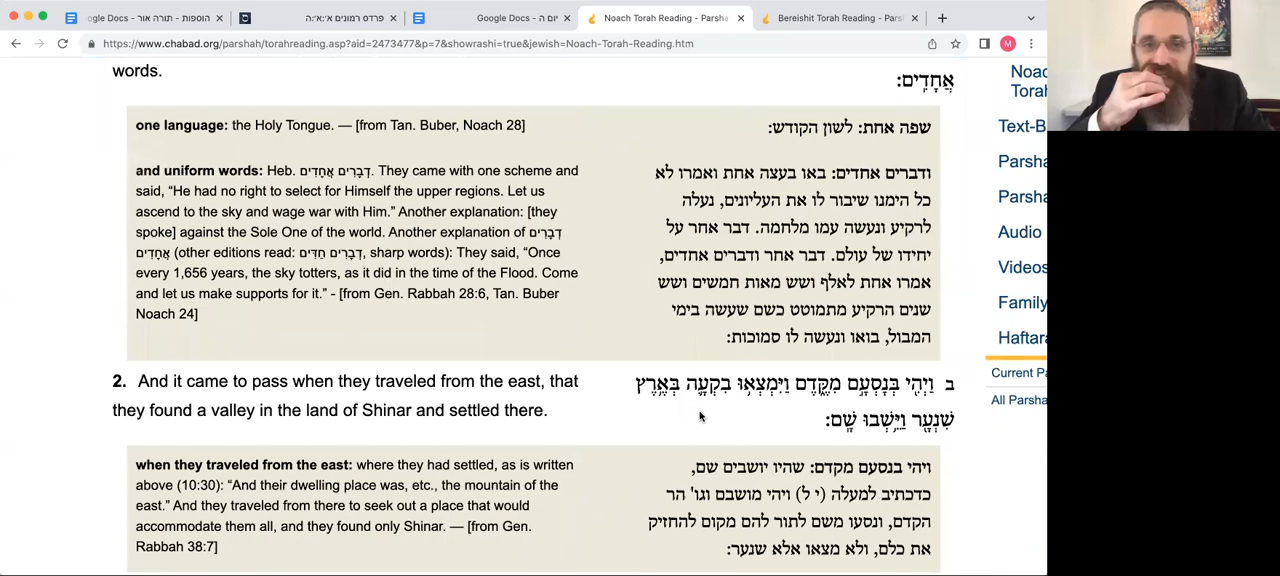 Google Docs - הוספות - תורה אור
פרדס רמונים א׳:א׳:ה
Google Docs - יום ה
Noach Torah Reading - Parsha
Bereishit Torah Reading - Parsh
https://www.chabad.org/parshah/torahreading.asp?aid=2473477&p=7&showrashi=true&jewish=Noach-Torah-Reading.htm
M
words.
אֲחָדִים:
one language: the Holy Tongue. — [from Tan. Buber, Noach 28]
שפה אחת: לשון הקודש:
and uniform words: Heb. דְבָרִים אֲחָדִים. They came with one scheme and
said, “He had no right to select for Himself the upper regions. Let us
ascend to the sky and wage war with Him.” Another explanation: [they
spoke] against the Sole One of the world. Another explanation of דְבָרִים
אֲחָדִים (other editions read: דְבָרִים חַדִּים, sharp words): They said, “Once
every 1,656 years, the sky totters, as it did in the time of the Flood. Come
and let us make supports for it.” - [from Gen. Rabbah 28:6, Tan. Buber
Noach 24]
ודברים אחדים: באו בעצה אחת ואמרו לא
כל הימנו שיבור לו את העליונים, נעלה
לרקיע ונעשה עמו מלחמה. דבר אחר על
יחידו של עולם. דבר אחר ודברים אחדים,
אמרו אחת לאלף ושש מאות חמשים ושש
שנים הרקיע מתמוטט כשם שעשה בימי
המבול, בואו ונעשה לו סמוכות:
2. And it came to pass when they traveled from the east, that
they found a valley in the land of Shinar and settled there.
ב וַיְהִ֖י בְּנָסְעָ֣ם מִקֶּ֑דֶם וַיִּמְצְא֥וּ בִקְעָ֛ה בְּאֶ֥רֶץ
שִׁנְעָ֖ר וַיֵּ֥שְׁבוּ שָֽׁם:
when they traveled from the east: where they had settled, as is written
above (10:30): “And their dwelling place was, etc., the mountain of the
east.” And they traveled from there to seek out a place that would
accommodate them all, and they found only Shinar. — [from Gen.
Rabbah 38:7]
ויהי בנסעם מקדם: שהיו יושבים שם,
כדכתיב למעלה (י ל) ויהי מושבם וגו' הר
הקדם, ונסעו משם לתור להם מקום להחזיק
את כלם, ולא מצאו אלא שנער:
Noac
Torah
Text-B
Parsha
Parsha
Audio
Videos
Family
Haftara
Current Pa
All Parsha